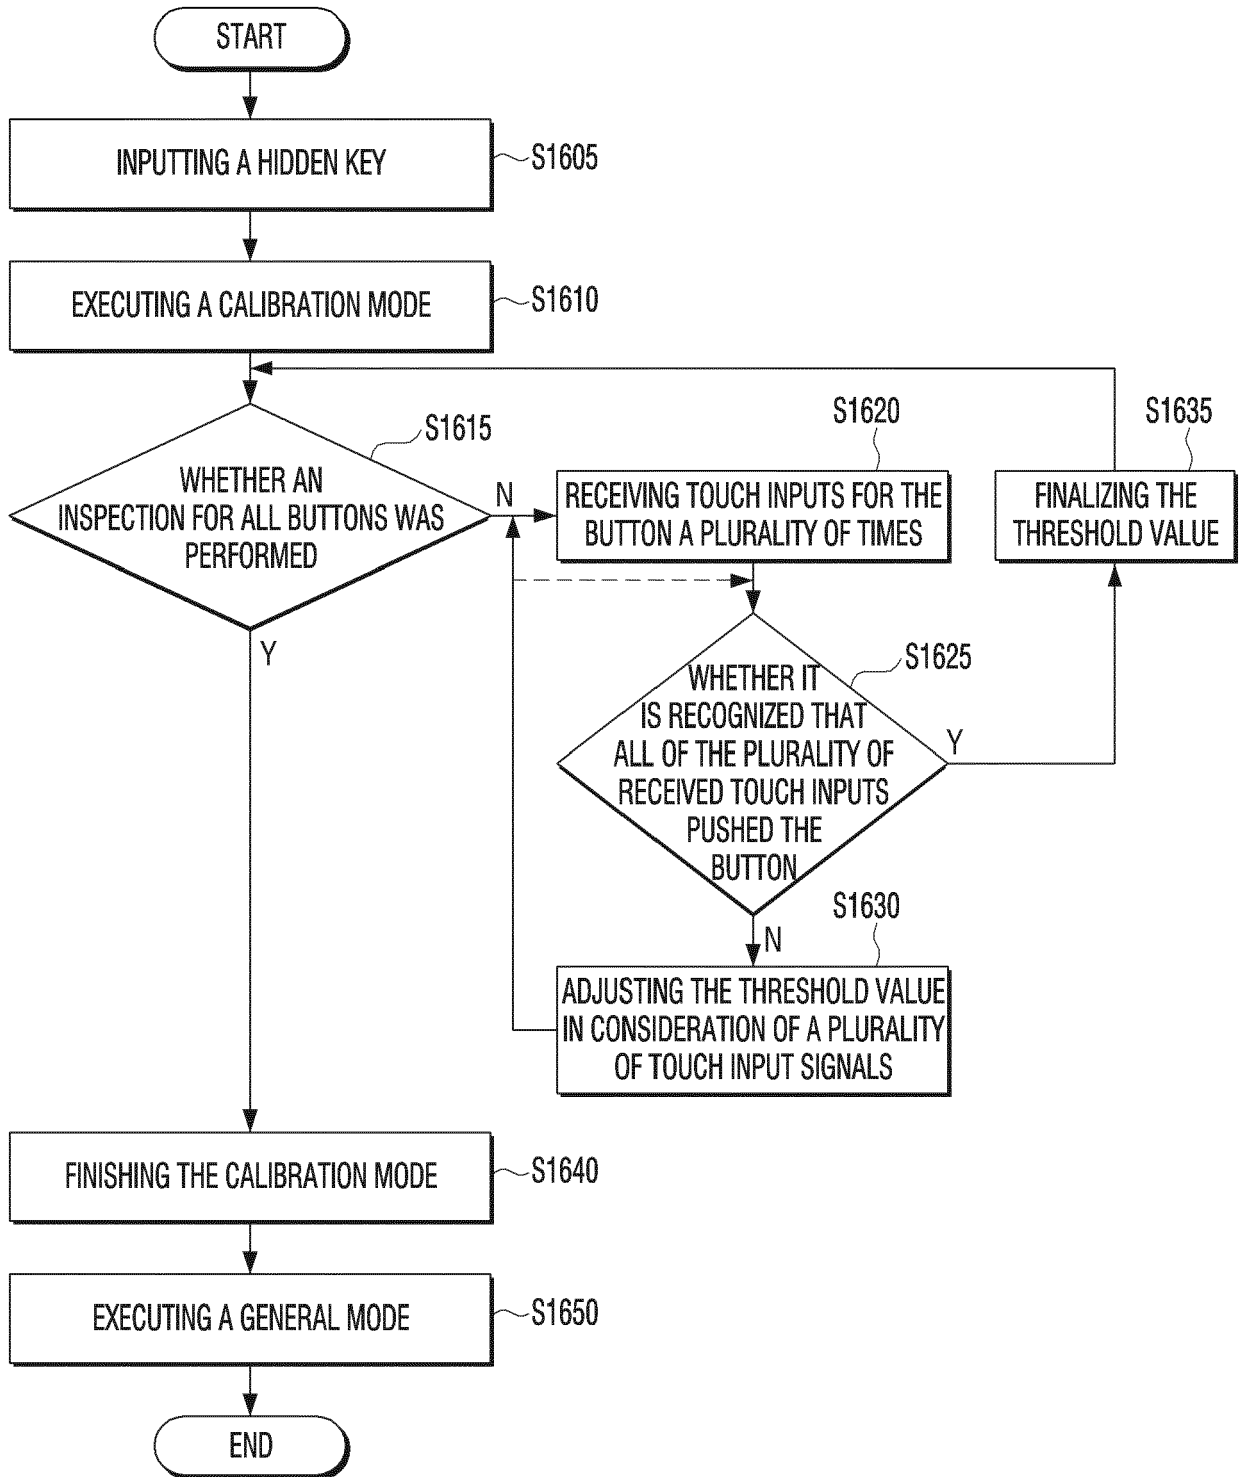 START
INPUTTING A HIDDEN KEY
S1605
EXECUTING A CALIBRATION MODE
S1610
S1615
WHETHER AN
INSPECTION FOR ALL BUTTONS WAS
PERFORMED
N
Y
S1620
RECEIVING TOUCH INPUTS FOR THE
BUTTON A PLURALITY OF TIMES
S1635
FINALIZING THE
THRESHOLD VALUE
S1625
WHETHER IT
IS RECOGNIZED THAT
ALL OF THE PLURALITY OF
RECEIVED TOUCH INPUTS
PUSHED THE
BUTTON
Y
N
S1630
ADJUSTING THE THRESHOLD VALUE
IN CONSIDERATION OF A PLURALITY
OF TOUCH INPUT SIGNALS
FINISHING THE CALIBRATION MODE
S1640
EXECUTING A GENERAL MODE
S1650
END